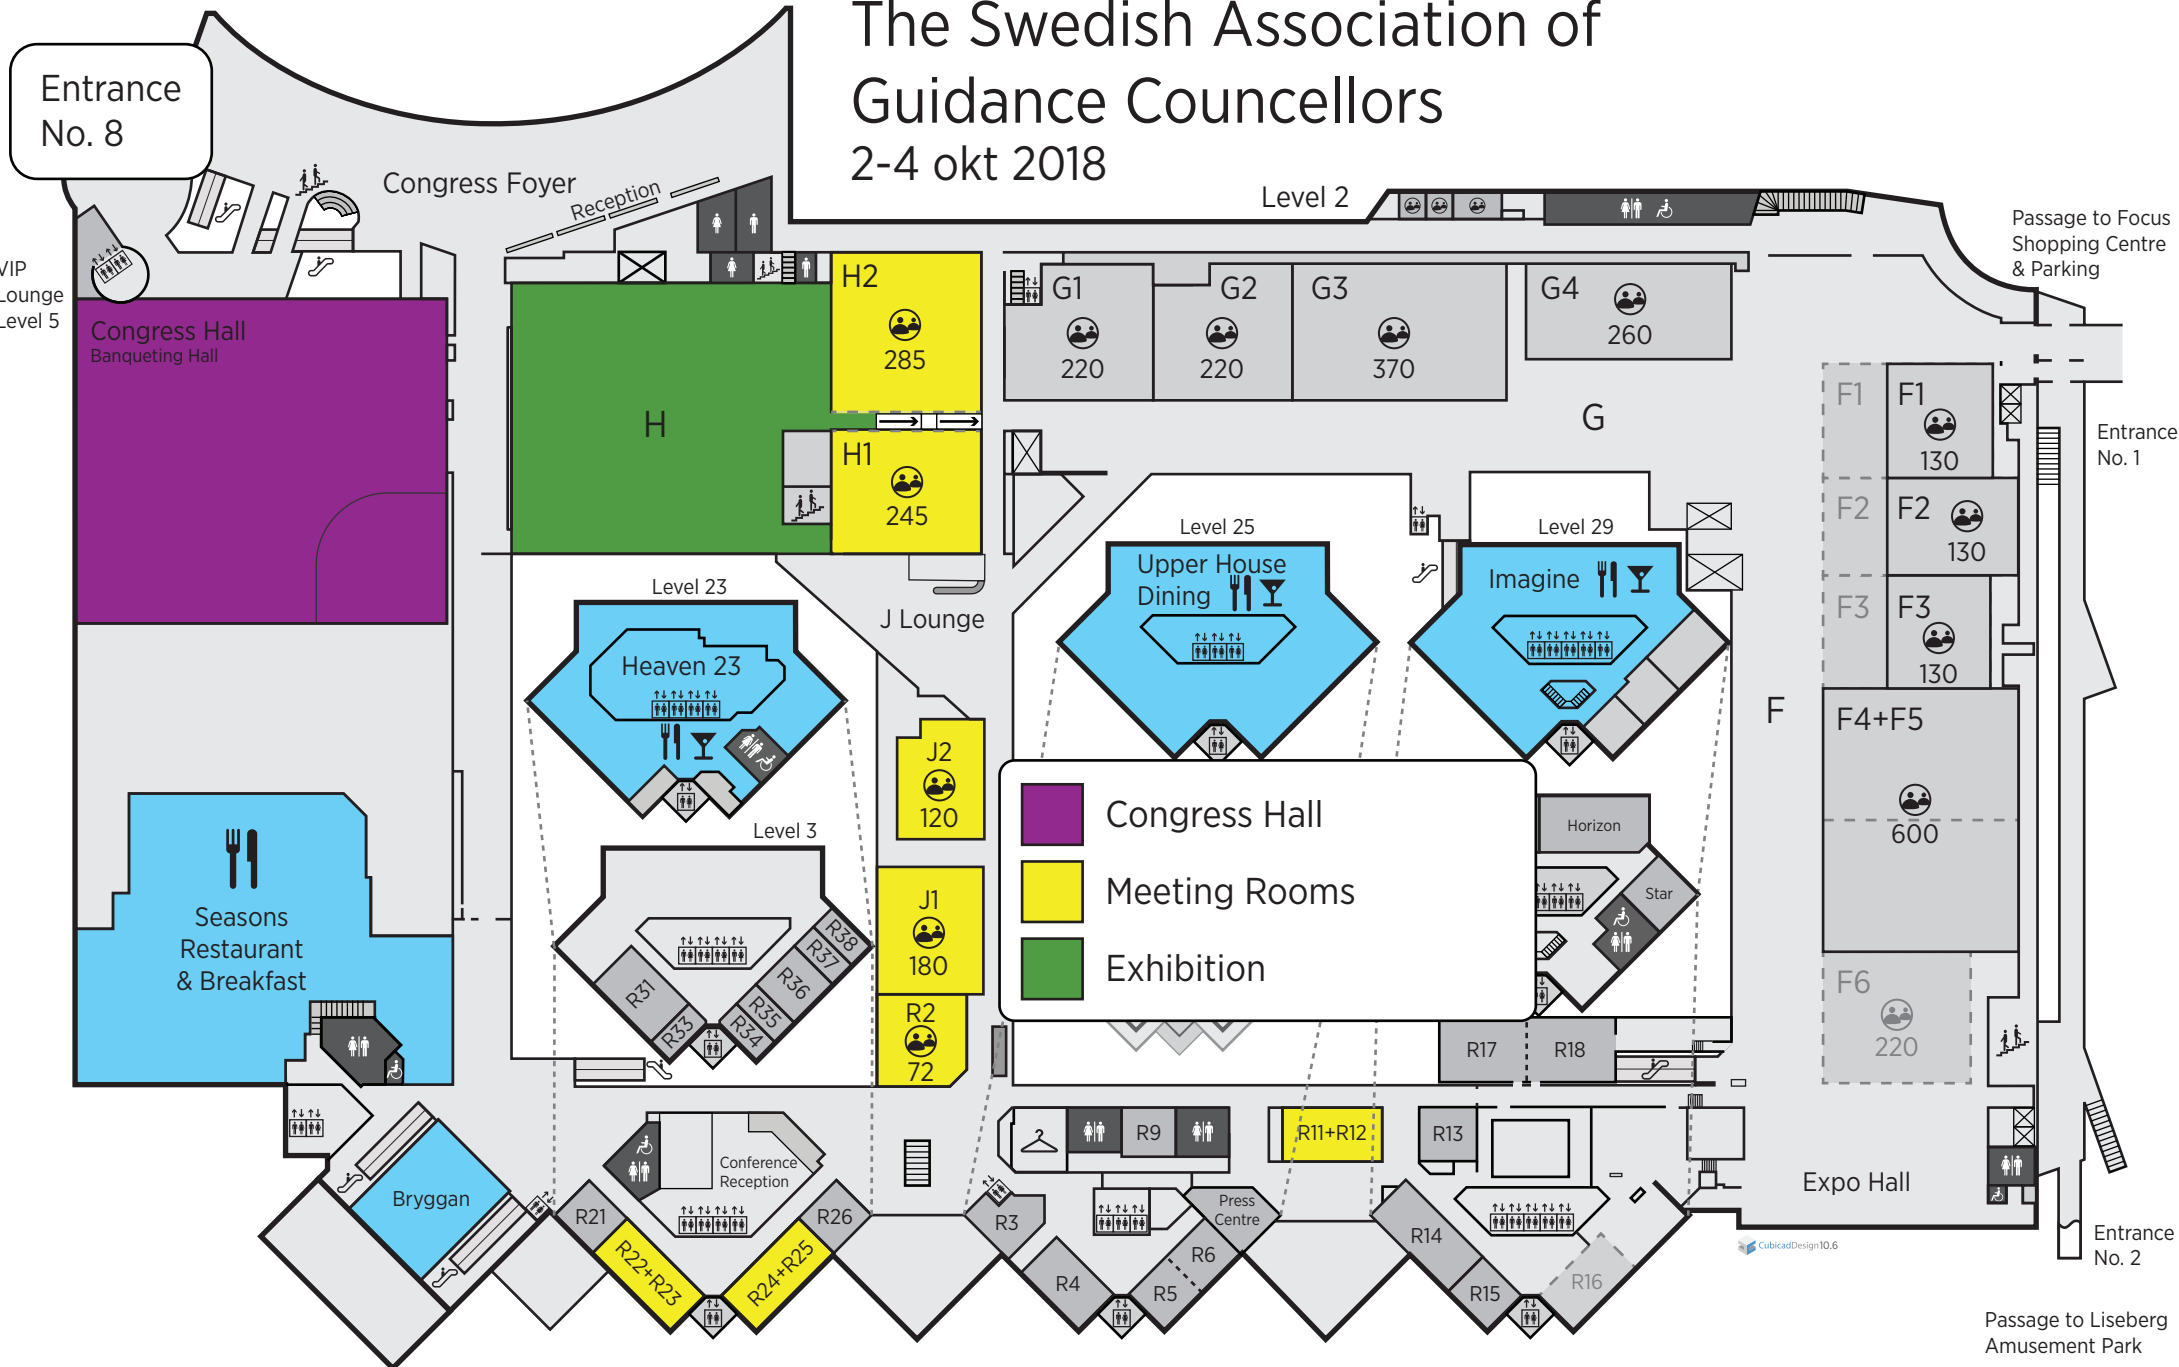 The Swedish Association of
Guidance Councellors
2-4 okt 2018
Entrance
No. 8
Congress Foyer
Reception
Level 2
Passage to Focus
Shopping Centre
& Parking
VIP
Lounge
Level 5
Congress Hall
Banqueting Hall
H2
285
H
H1
245
G1
220
G2
220
G3
370
G4
260
G
F1
F1
130
F2
F2
130
F3
F3
130
Entrance
No. 1
Level 23
Heaven 23
J Lounge
Level 25
Upper House
Dining
Level 29
Imagine
F
F4+F5
600
F6
220
J2
120
Level 3
J1
180
R2
72
R31
R33
R34
R35
R36
R37
R38
Congress Hall
Meeting Rooms
Exhibition
Horizon
Star
Seasons
Restaurant
& Breakfast
R17
R18
Bryggan
Conference
Reception
R21
R22+R23
R24+R25
R26
R9
R11+R12
R13
R3
R4
R5
R6
Press
Centre
R14
R15
R16
Expo Hall
CubicadDesign10.6
Entrance
No. 2
Passage to Liseberg
Amusement Park